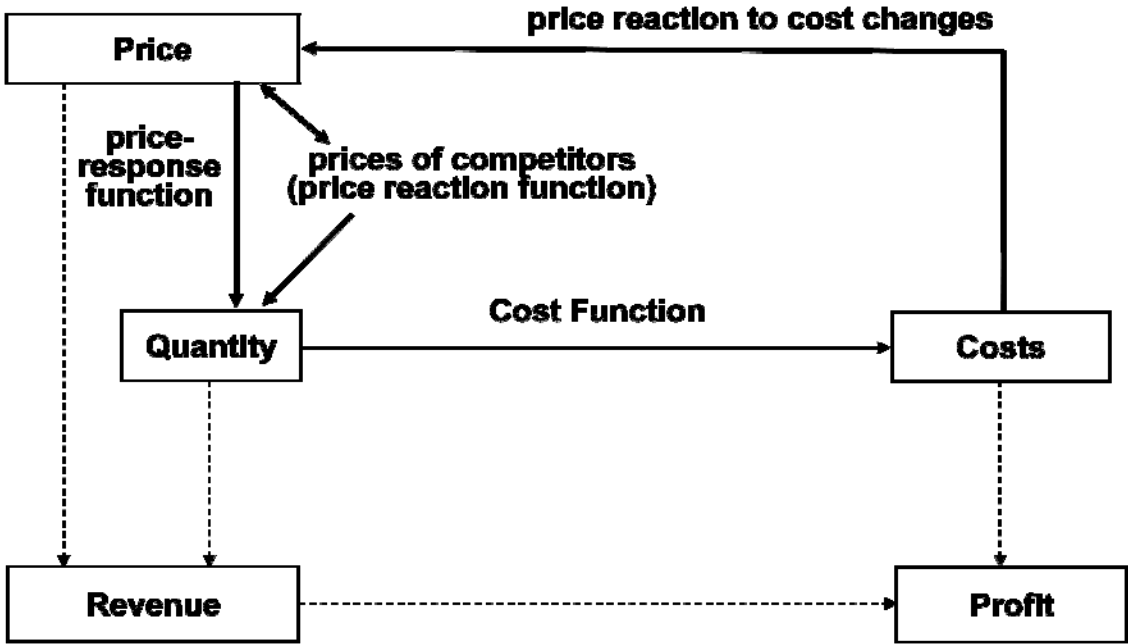 price reaction to cost changes
Price
price-
response
function
prices of competitors
(price reaction function)
Cost Function
Quantity
Costs
Revenue
Profit